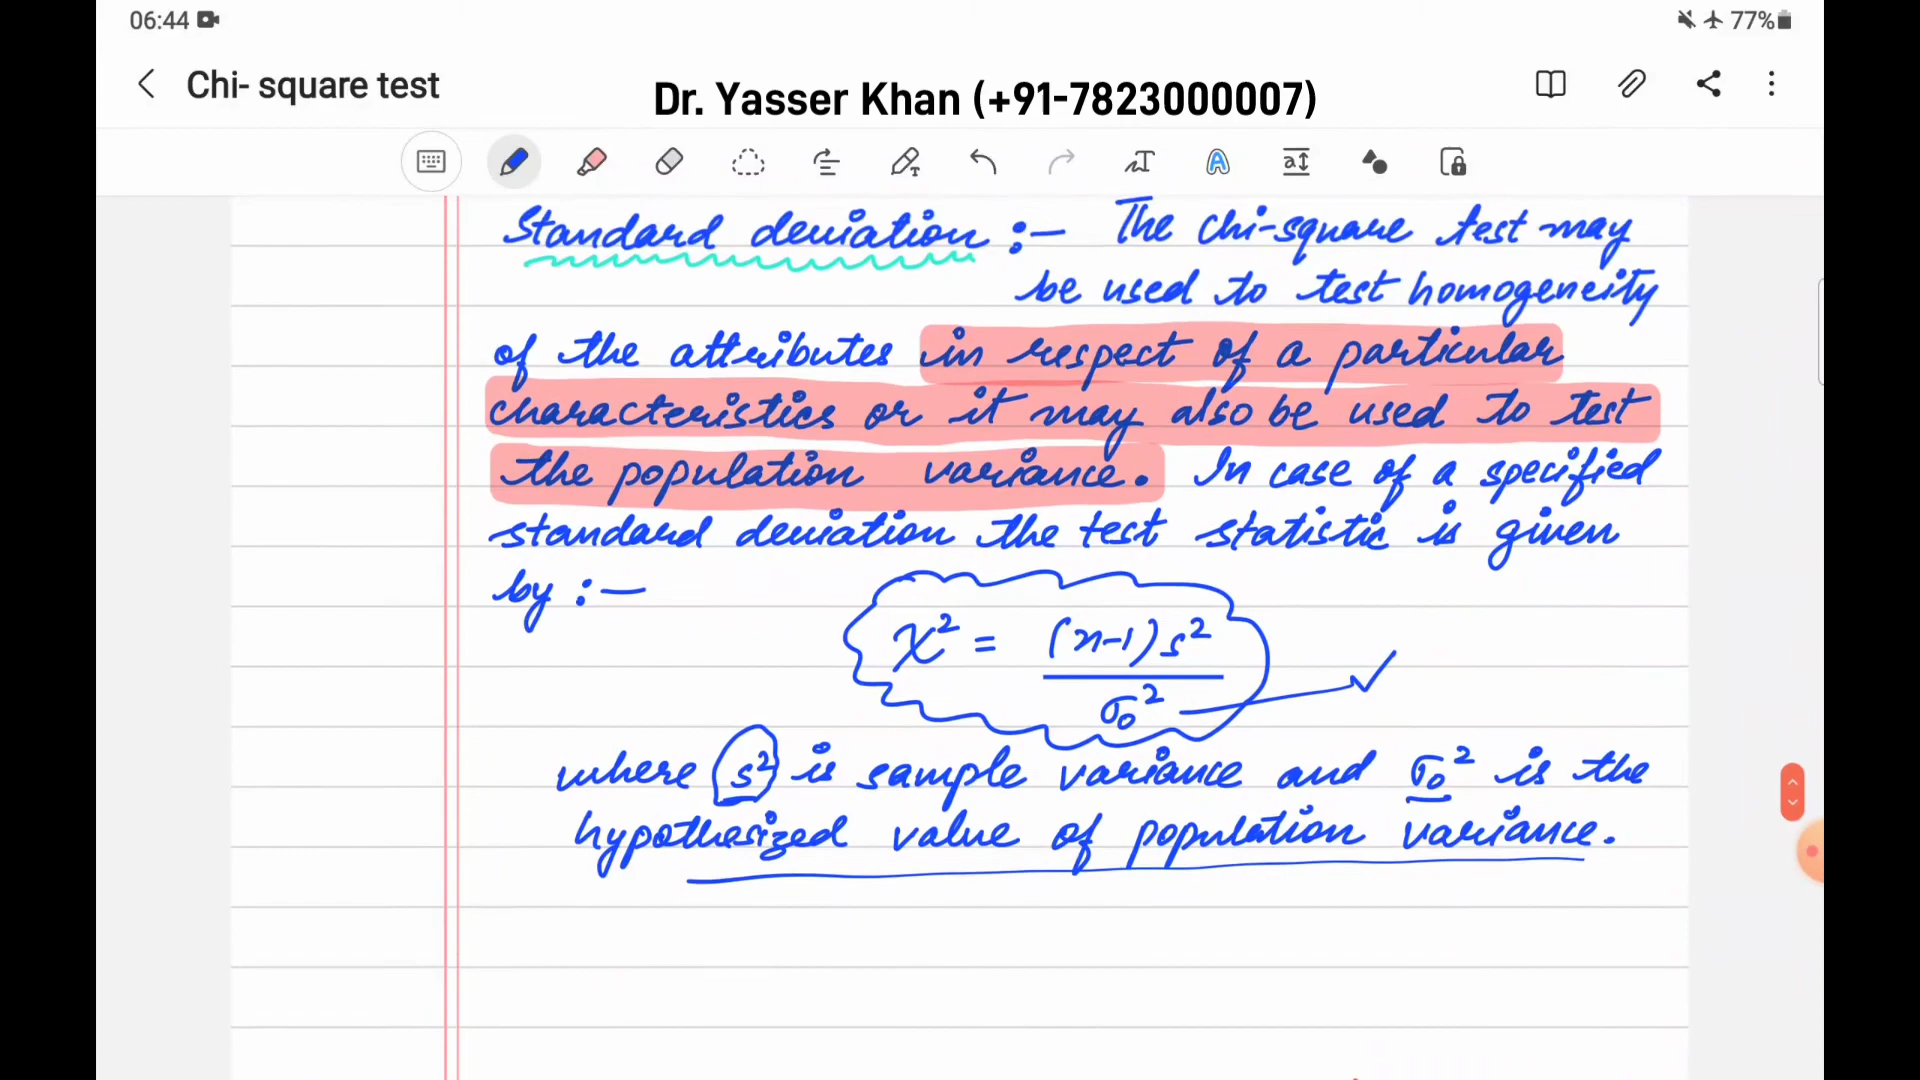 06:44
77%
Chi- square test
Dr. Yasser Khan (+91-7823000007)
Standard deviation :— The chi-square test may
be used to test homogeneity
of the attributes in respect of a particular
characteristics or it may also be used to test
the population variance. In case of a specified
standard deviation the test statistic is given
by :—
χ² = (n-1)s² / σ₀²
where s² is sample variance and σ₀² is the
hypothesized value of population variance.